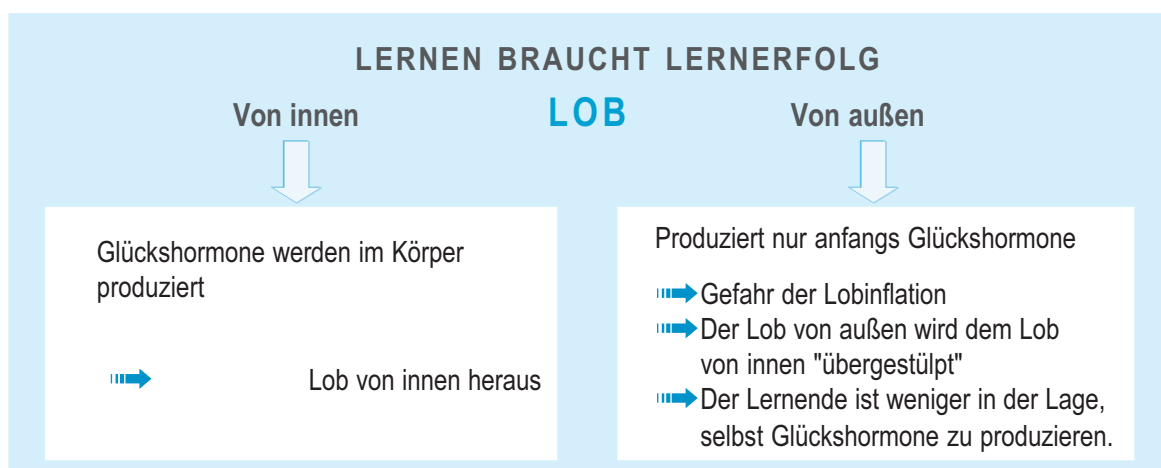 LERNEN BRAUCHT LERNERFOLG
Von innen LOB Von außen
Glückshormone werden im Körper
produziert
Lob von innen heraus
Produziert nur anfangs Glückshormone
Gefahr der Lobinflation
Der Lob von außen wird dem Lob
von innen "übergestülpt"
Der Lernende ist weniger in der Lage,
selbst Glückshormone zu produzieren.